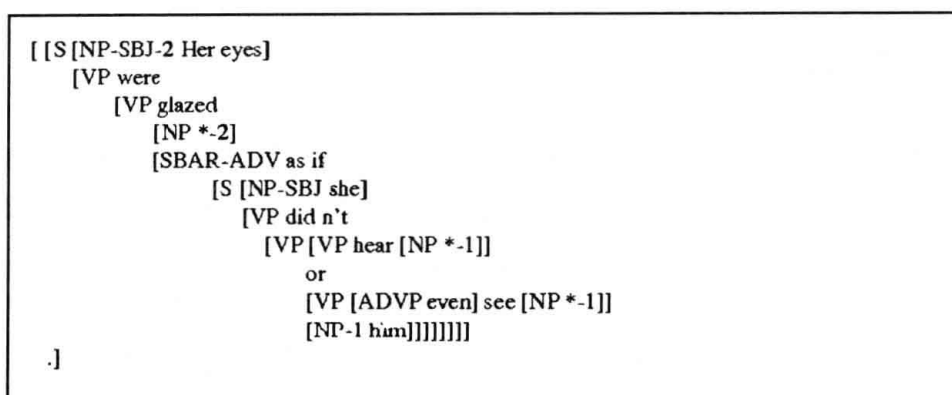 [ [S [NP-SBJ-2 Her eyes]
[VP were
[VP glazed
[NP *-2]
[SBAR-ADV as if
[S [NP-SBJ she]
[VP did n't
[VP [VP hear [NP *-1]]
or
[VP [ADVP even] see [NP *-1]]
[NP-1 him]]]]]]]]
.]